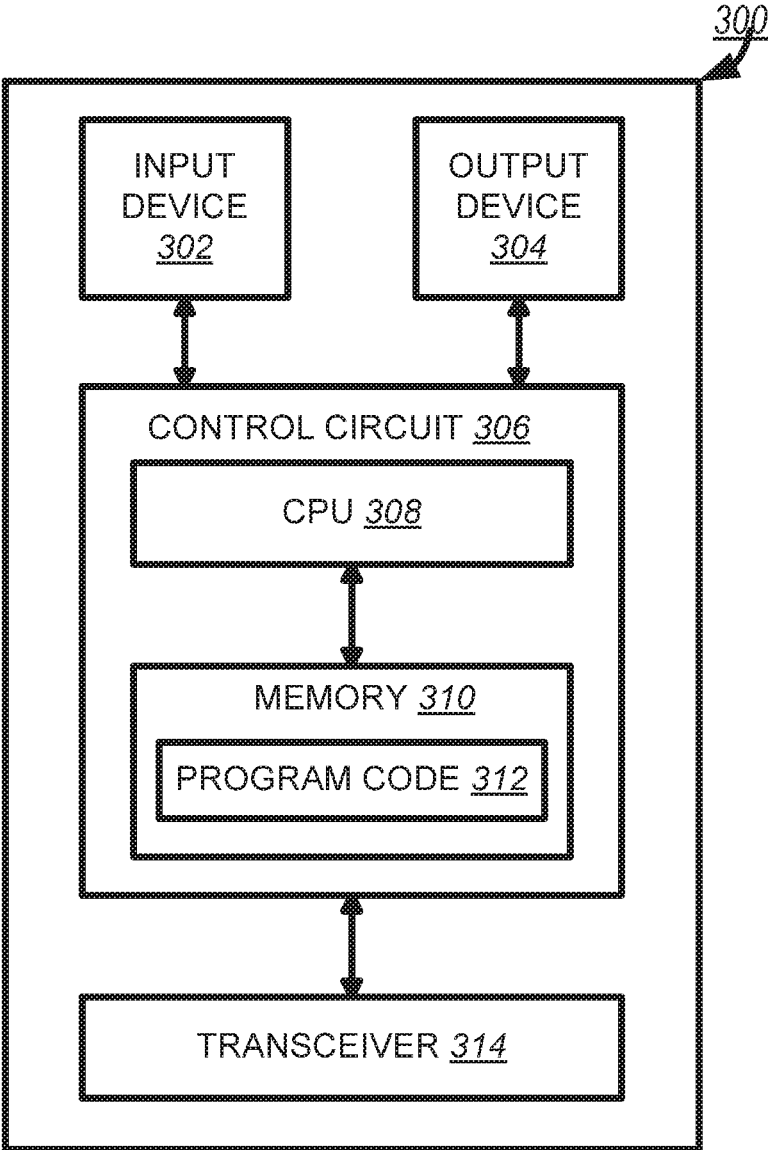 300
INPUT
DEVICE
302
OUTPUT
DEVICE
304
CONTROL CIRCUIT 306
CPU 308
MEMORY 310
PROGRAM CODE 312
TRANSCEIVER 314